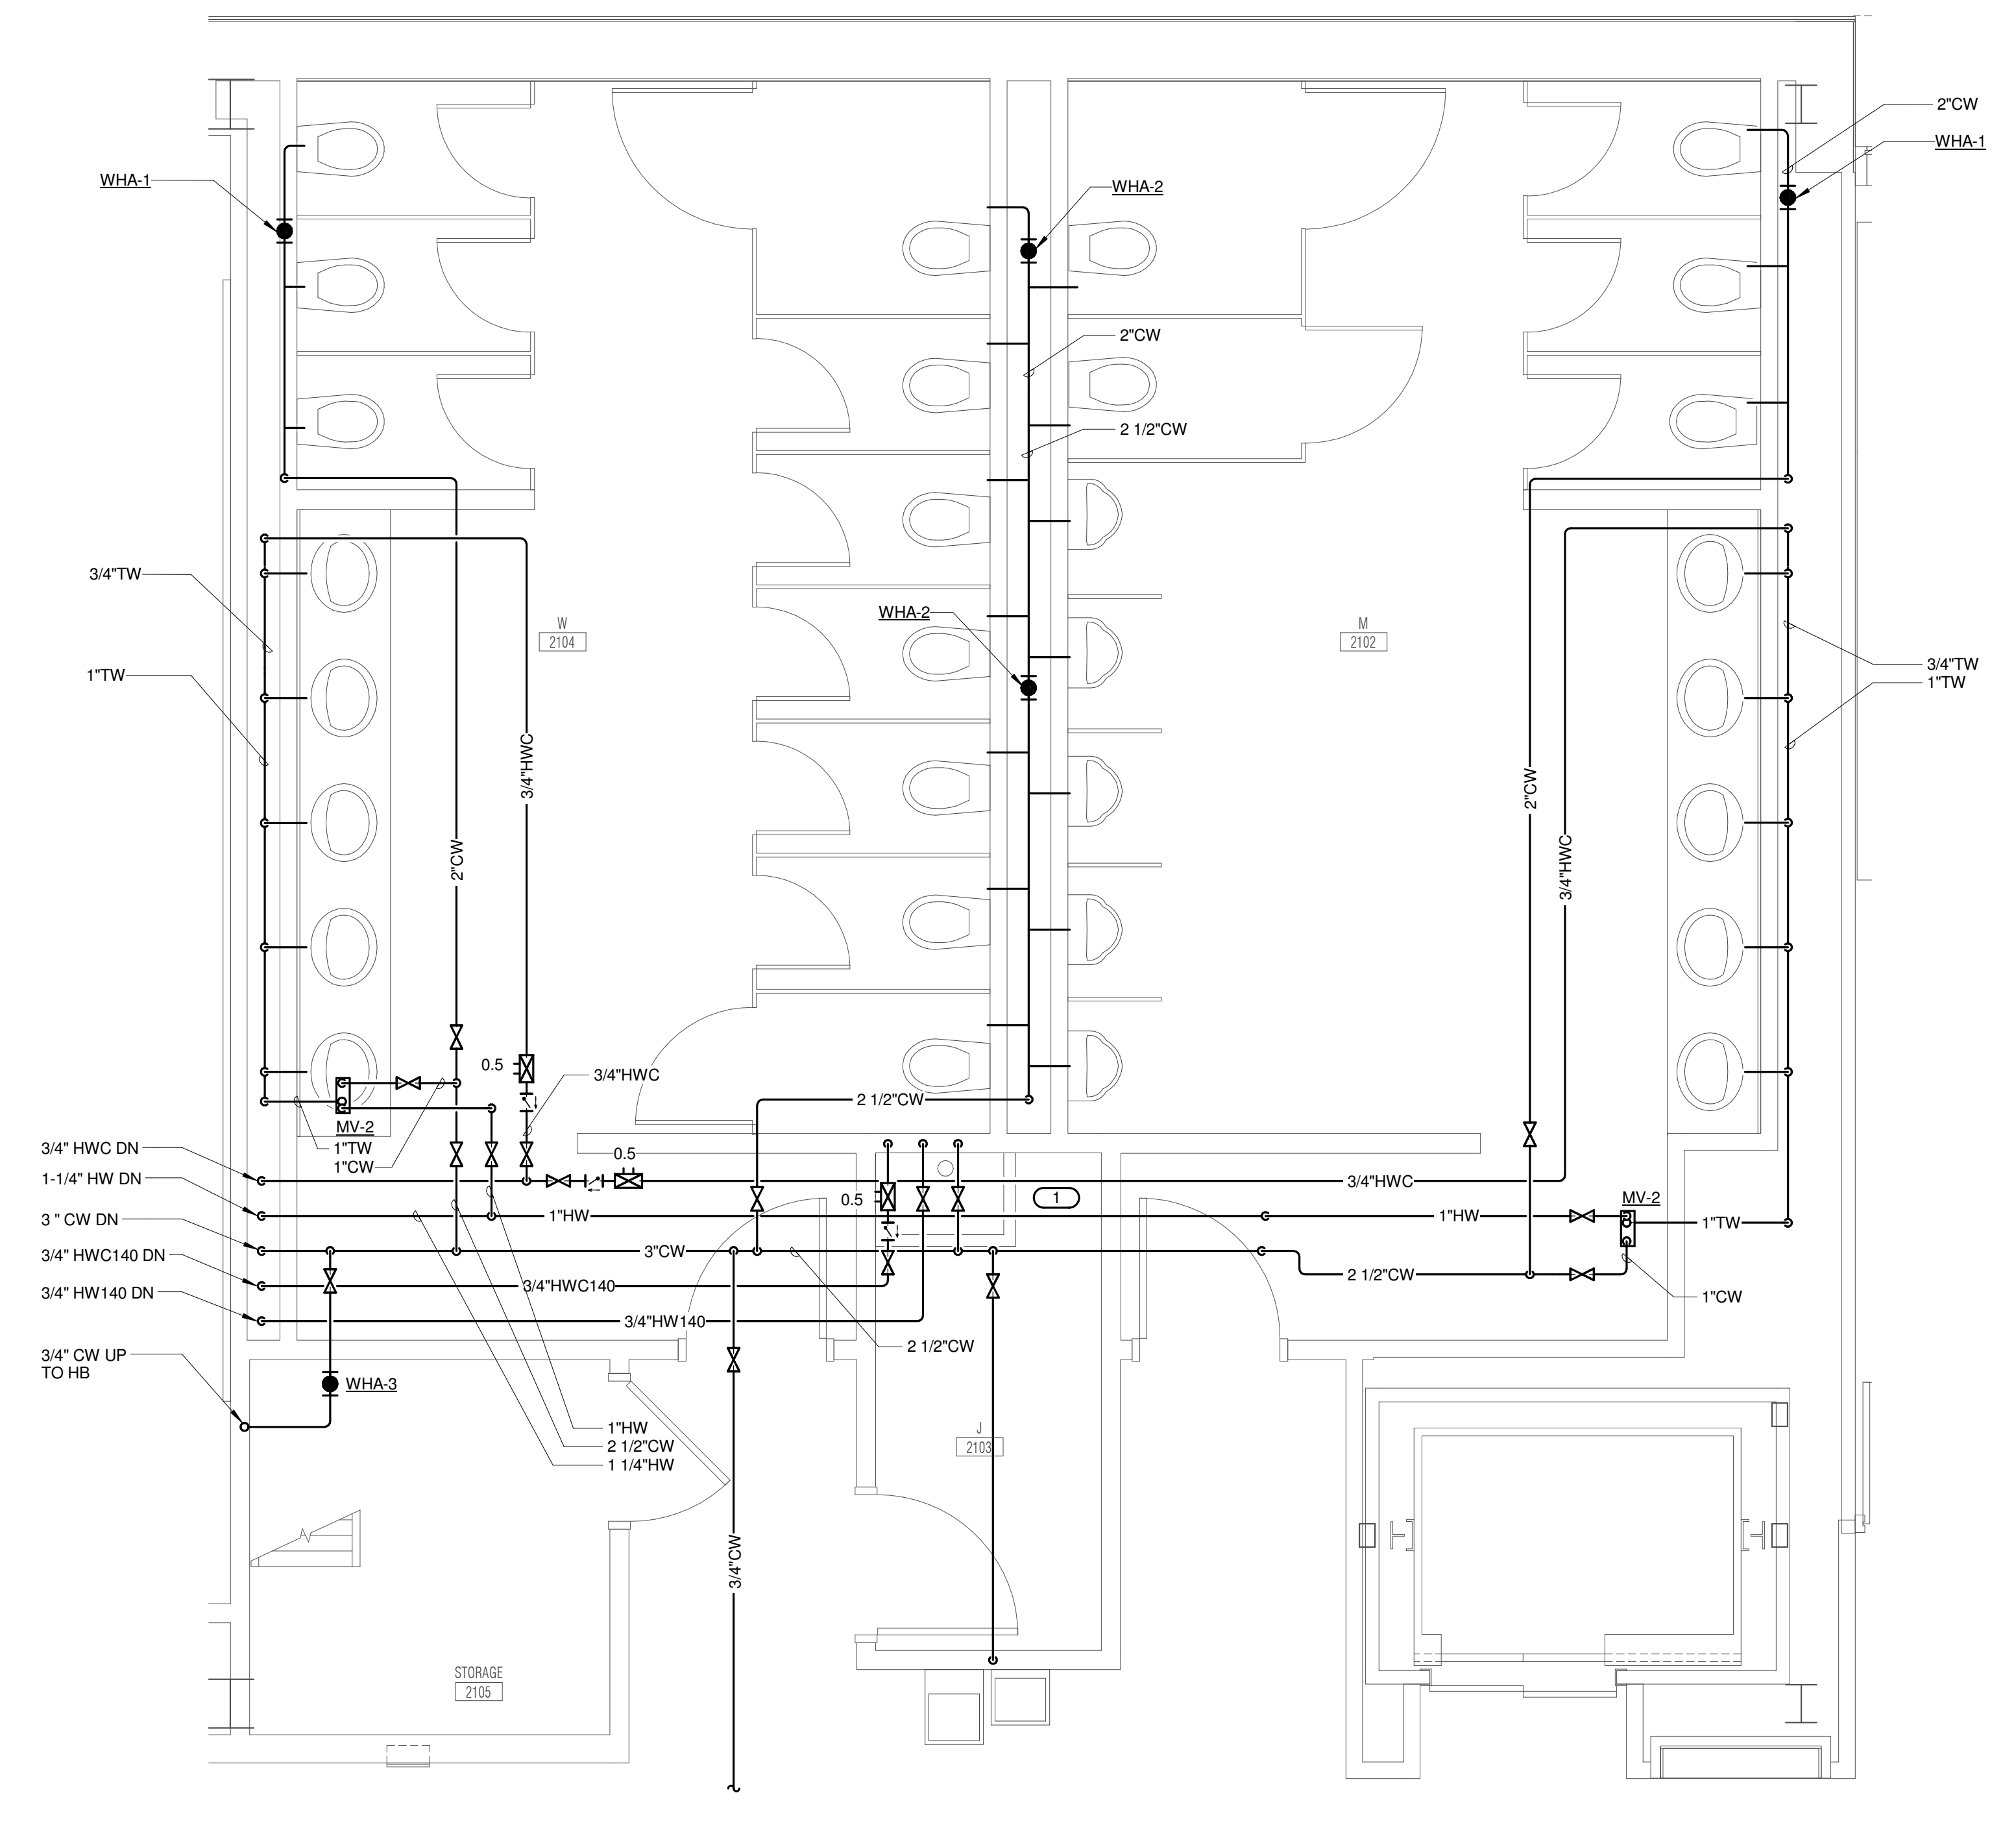 2"CW
WHA-1
WHA-1
WHA-2
2"CW
2 1/2"CW
3/4"TW
WHA-2
W
2104
M
2102
3/4"TW
1"TW
1"TW
3/4"HWC
2"CW
2"CW
3/4"HWC
0.5
3/4"HWC
2 1/2"CW
MV-2
1"TW
1"CW
3/4" HWC DN
0.5
1-1/4" HW DN
3/4"HWC
0.5
1
MV-2
3 " CW DN
1"HW
1"HW
1"TW
3/4" HWC140 DN
3"CW
3/4"HWC140
2 1/2"CW
3/4" HW140 DN
3/4"HW140
1"CW
2 1/2"CW
3/4" CW UP
TO HB
WHA-3
1"HW
2 1/2"CW
1 1/4"HW
J
2103
3/4"CW
STORAGE
2105